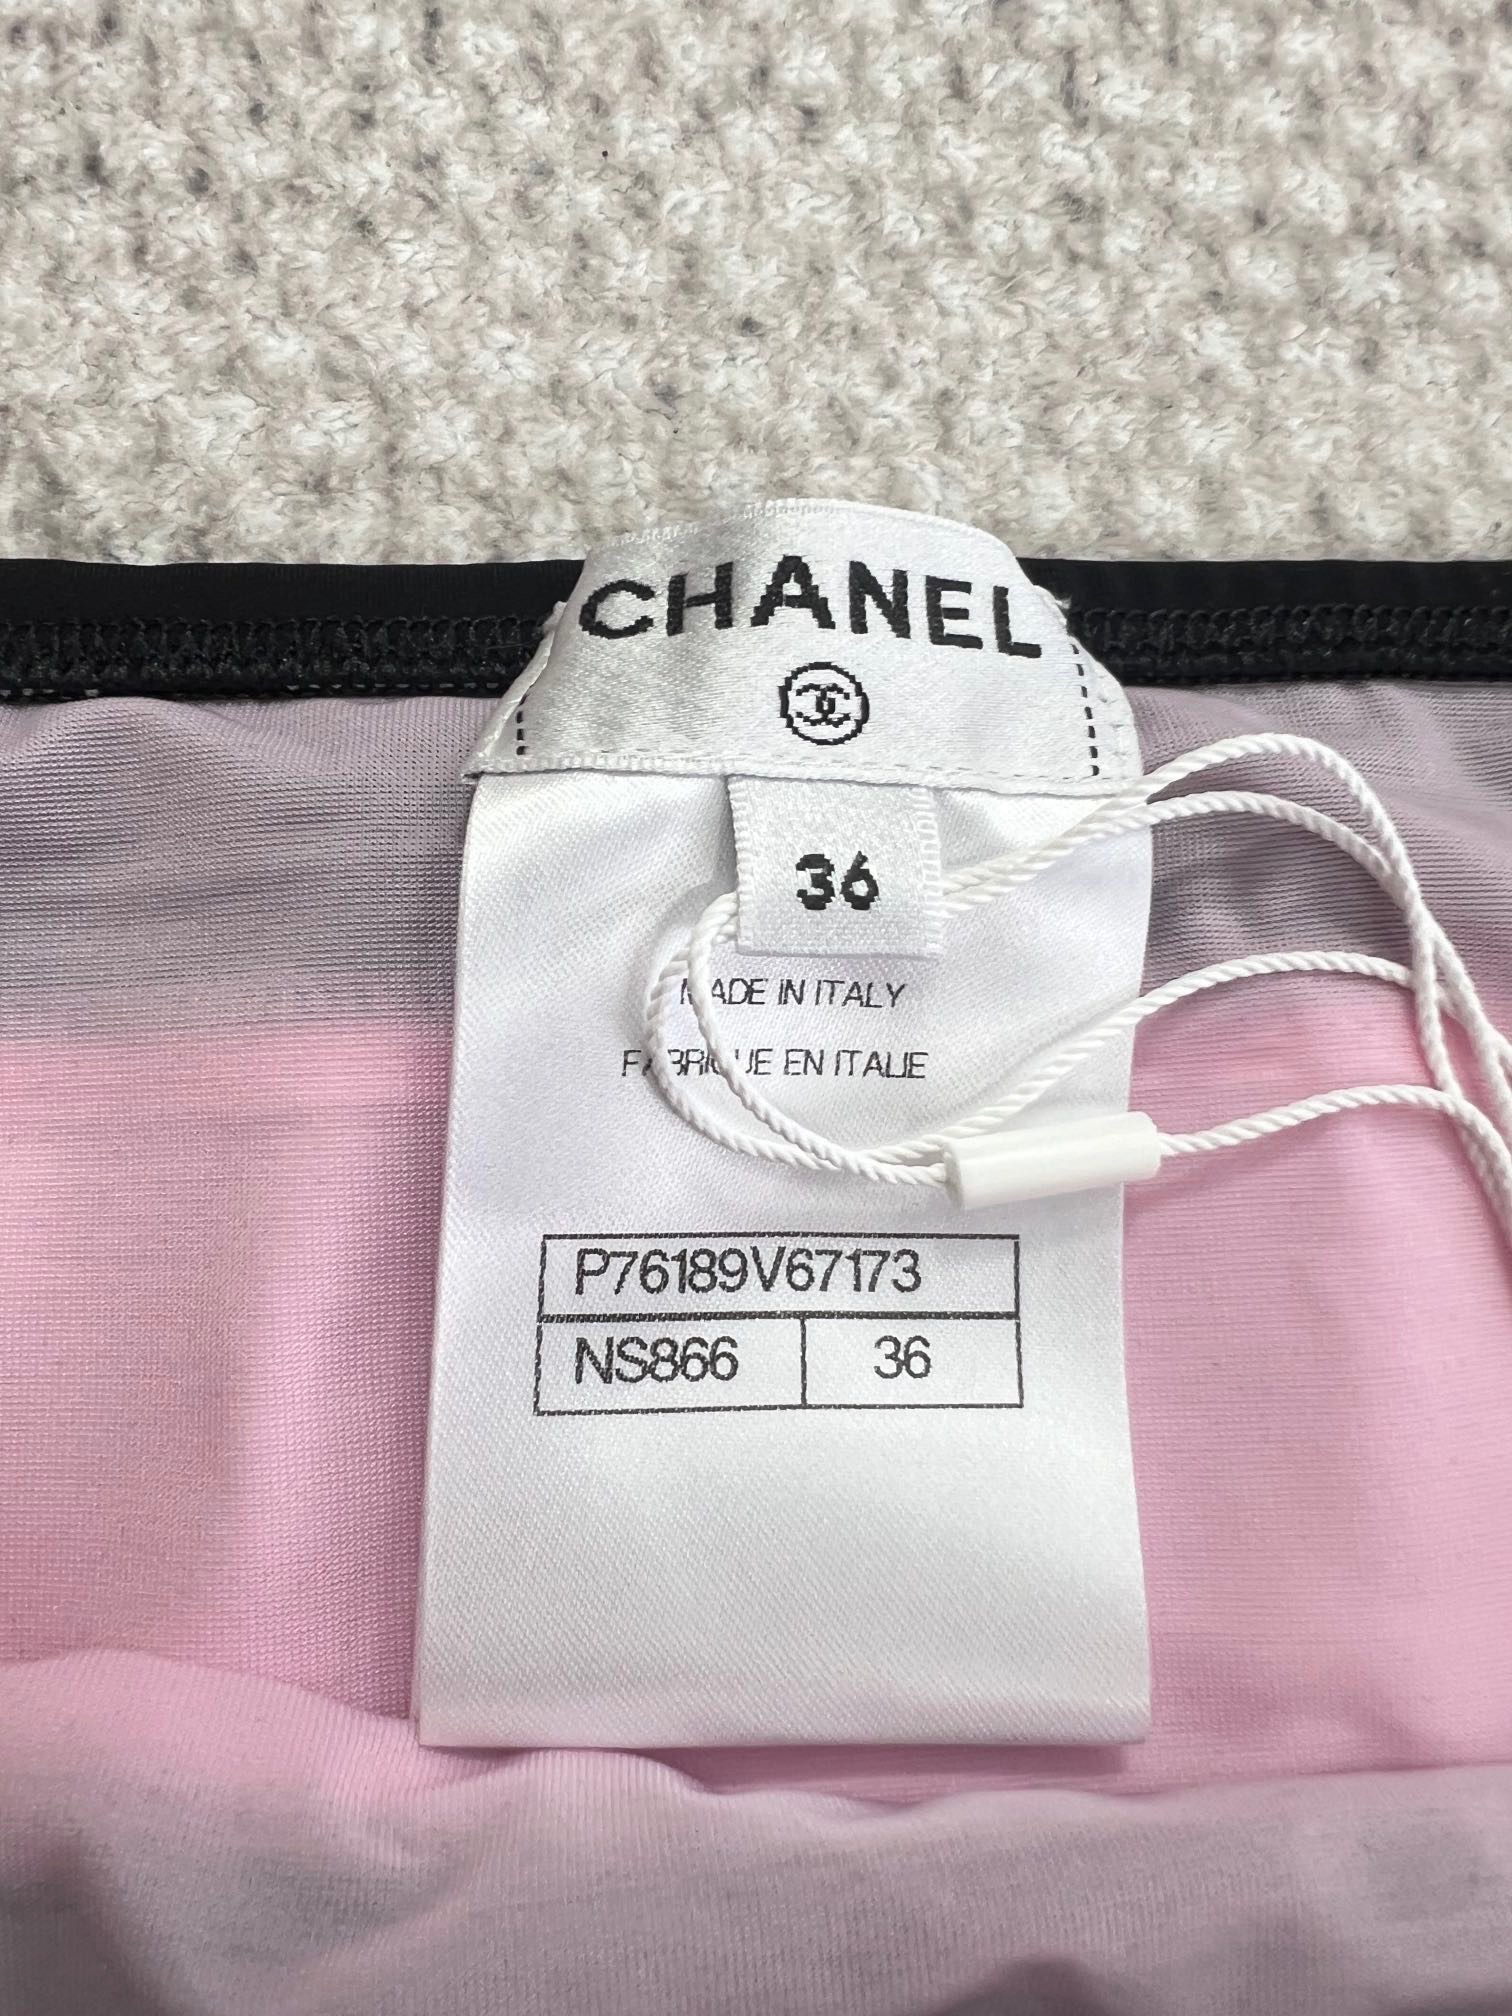 CHANEL
36
MADE IN ITALY
FABRIQUE EN ITALIE
P76189V67173
NS866 36